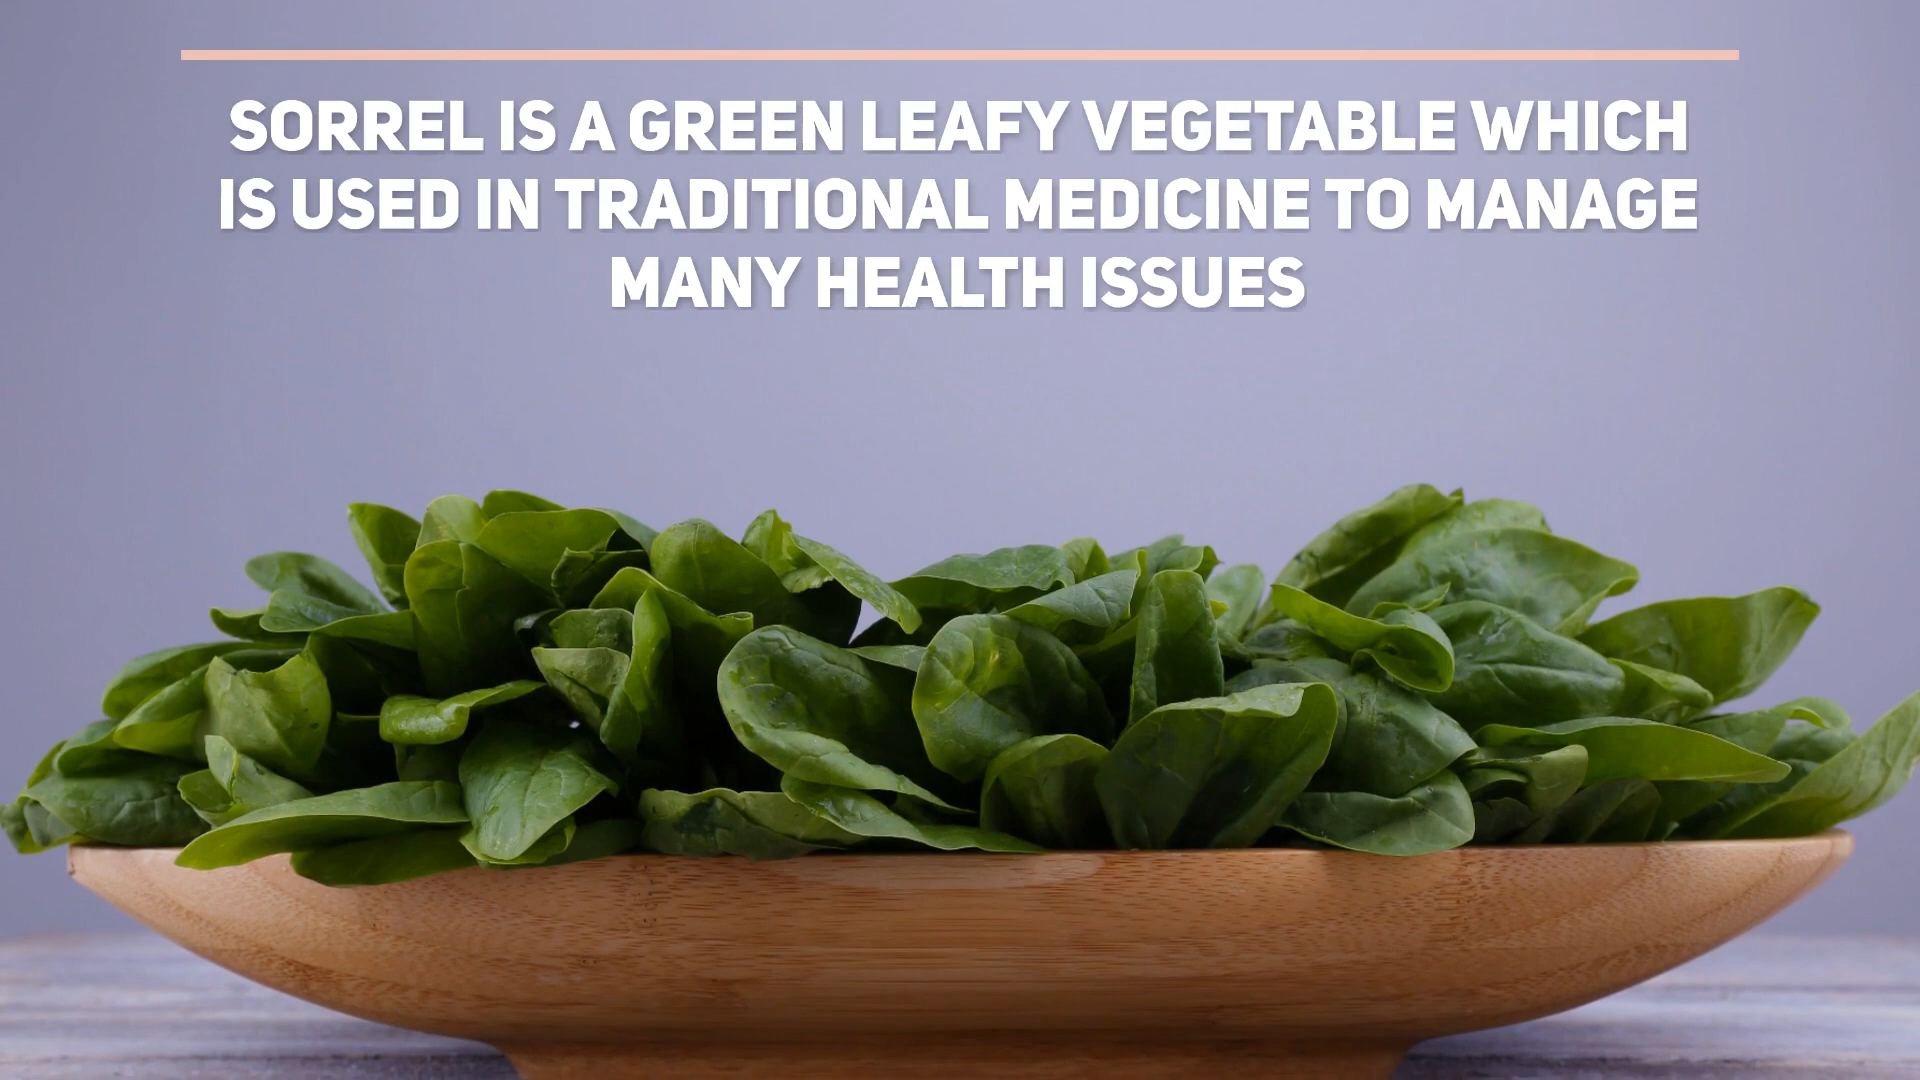 SORREL IS A GREEN LEAFY VEGETABLE WHICH
IS USED IN TRADITIONAL MEDICINE TO MANAGE
MANY HEALTH ISSUES